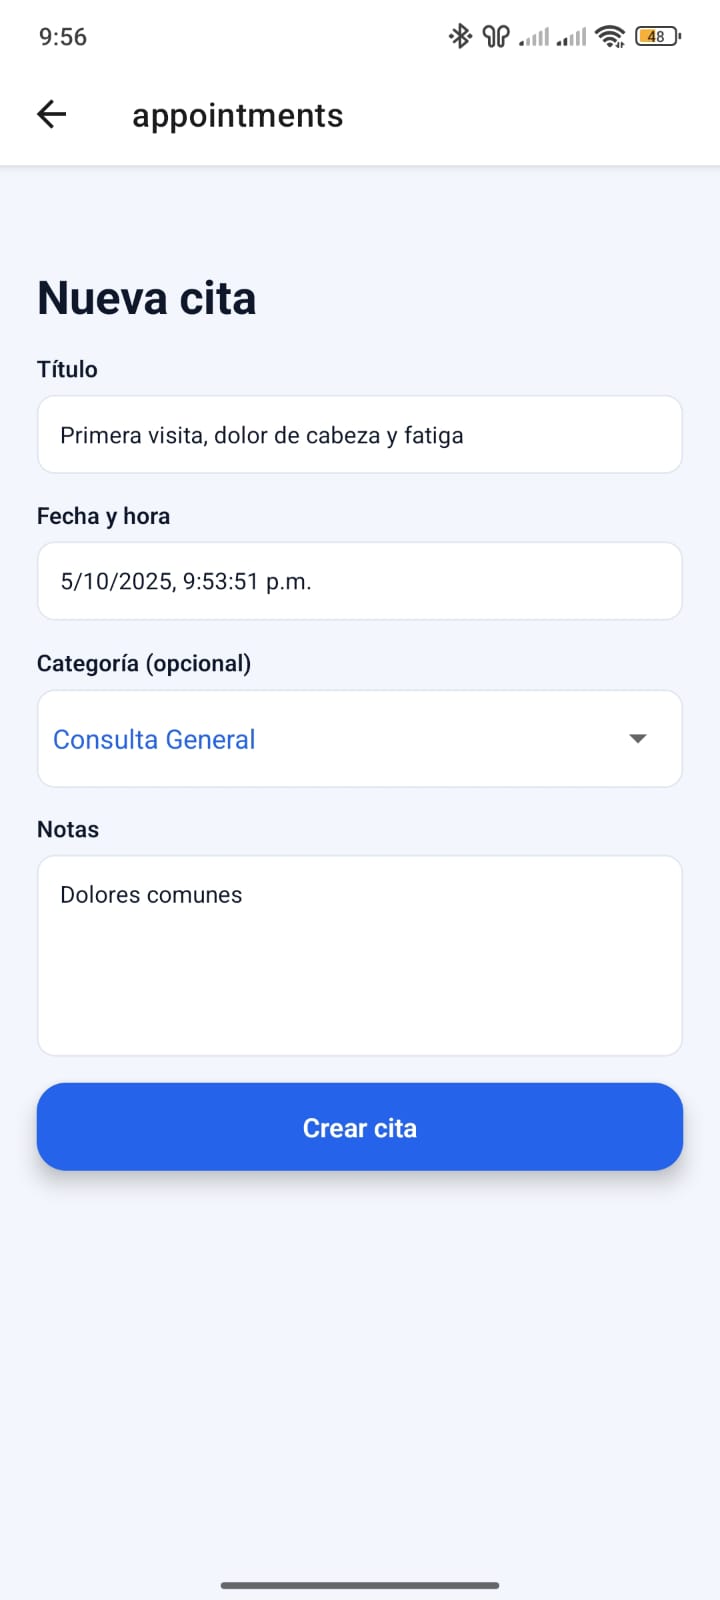 9:56
48
appointments
Nueva cita
Título
Primera visita, dolor de cabeza y fatiga
Fecha y hora
5/10/2025, 9:53:51 p.m.
Categoría (opcional)
Consulta General
Notas
Dolores comunes
Crear cita